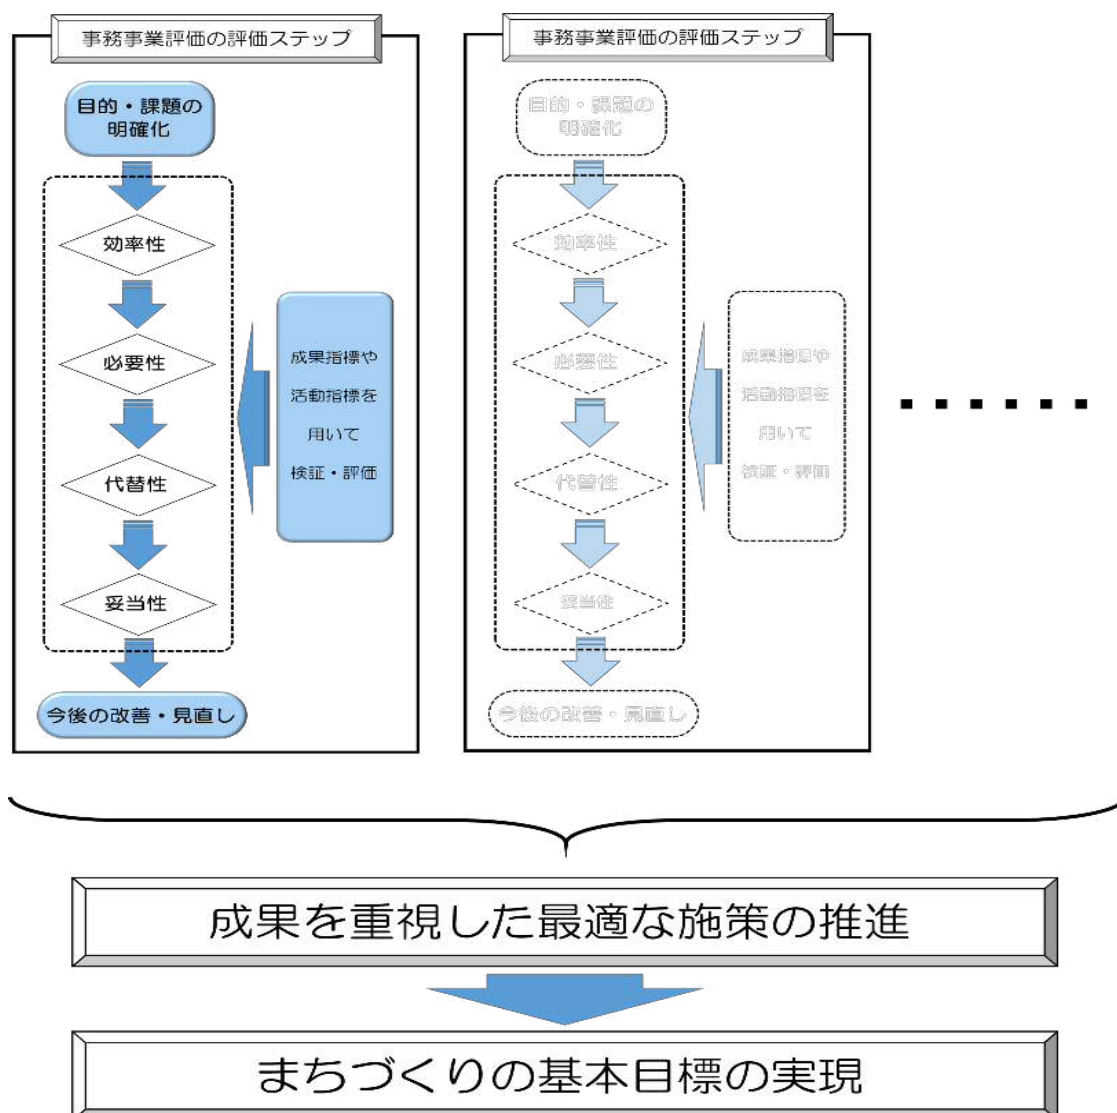 事務事業評価の評価ステップ
目的・課題の
明確化
効率性
必要性
代替性
妥当性
今後の改善・見直し
成果指標や
活動指標を
用いて
検証・評価
事務事業評価の評価ステップ
目的・課題の
明確化
効率性
必要性
代替性
妥当性
今後の改善・見直し
成果指標や
活動指標を
用いて
検証・評価
成果を重視した最適な施策の推進
まちづくりの基本目標の実現